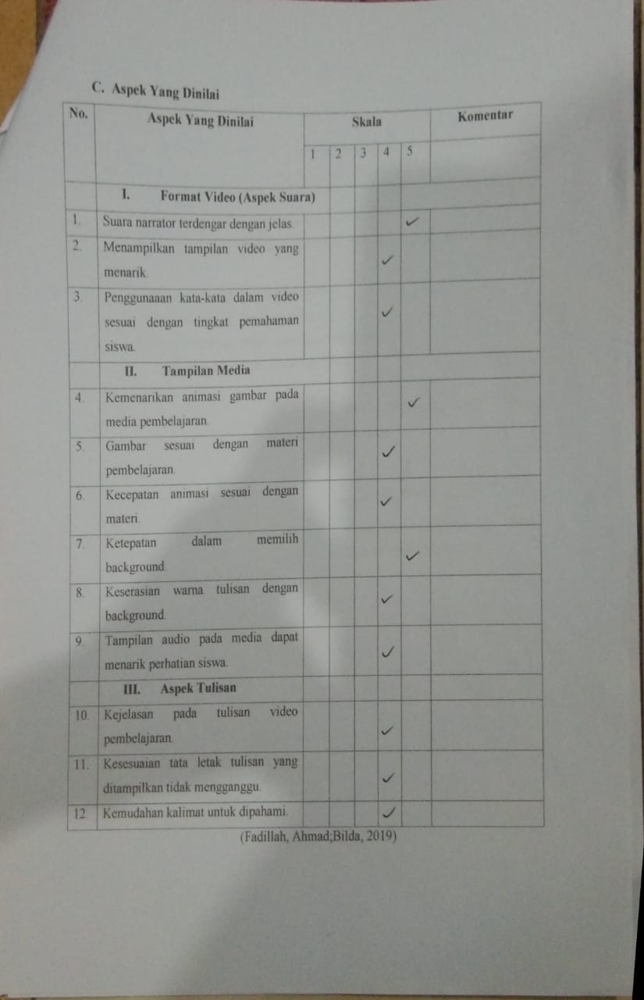 C. Aspek Yang Dinilai
No. Aspek Yang Dinilai Skala Komentar
1 2 3 4 5
I. Format Video (Aspek Suara)
1. Suara narrator terdengar dengan jelas. ✓
2. Menampilkan tampilan video yang
menarik. ✓
3. Penggunaaan kata-kata dalam video
sesuai dengan tingkat pemahaman ✓
siswa.
II. Tampilan Media
4. Kemenarikan animasi gambar pada
media pembelajaran. ✓
5. Gambar sesuai dengan materi
pembelajaran. ✓
6. Kecepatan animasi sesuai dengan
materi. ✓
7. Ketepatan dalam memilih
background. ✓
8. Keserasian warna tulisan dengan
background. ✓
9. Tampilan audio pada media dapat
menarik perhatian siswa. ✓
III. Aspek Tulisan
10. Kejelasan pada tulisan video
pembelajaran. ✓
11. Kesesuaian tata letak tulisan yang
ditampilkan tidak mengganggu. ✓
12. Kemudahan kalimat untuk dipahami. ✓
(Fadillah, Ahmad;Bilda, 2019)